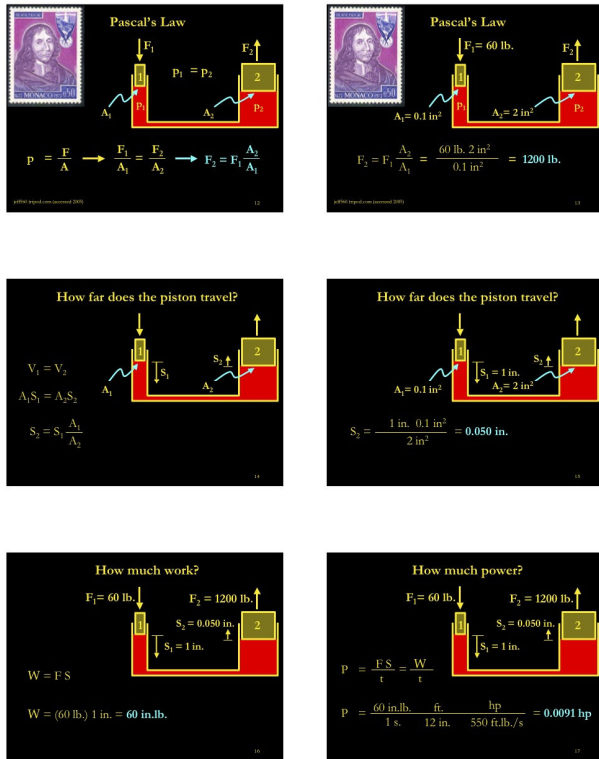 Pascal's Law
F₁
F₂
1
2
p₁ = p₂
p₁
A₁
A₂
p = F/A → F₁/A₁ = F₂/A₂ → F₂ = F₁ A₂/A₁
12
Pascal's Law
F₁= 60 lb.
F₂
1
2
p₁
p₂
A₁= 0.1 in²
A₂= 2 in²
F₂ = F₁ A₂/A₁ = 60 lb. 2 in²/0.1 in² = 1200 lb.
13
How far does the piston travel?
1
2
S₁
S₂
V₁ = V₂
A₁
A₂
A₁S₁ = A₂S₂
S₂ = S₁ A₁/A₂
14
How far does the piston travel?
1
2
S₂
S₁ = 1 in.
A₁= 0.1 in²
A₂= 2 in²
S₂ = 1 in. 0.1 in²/2 in² = 0.050 in.
15
How much work?
F₁= 60 lb.
F₂ = 1200 lb.
1
2
S₂ = 0.050 in.
S₁ = 1 in.
W = F S
W = (60 lb.) 1 in. = 60 in.lb.
16
How much power?
F₁= 60 lb.
F₂ = 1200 lb.
1
2
S₂ = 0.050 in.
S₁ = 1 in.
P = F S/t = W/t
P = 60 in.lb./1 s. ft./12 in. hp/550 ft.lb./s = 0.0091 hp
17